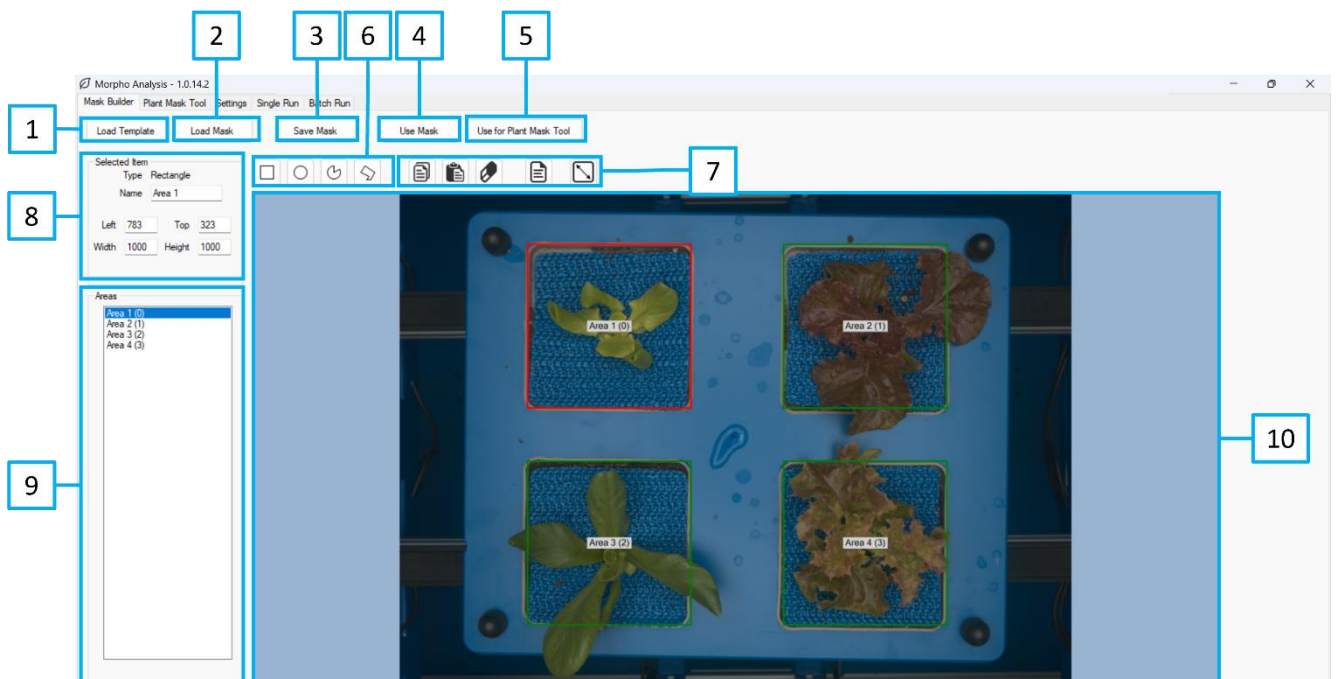 2
3
6
4
5
Morpho Analysis - 1.0.14.2
Mask Builder Plant Mask Tool Settings Single Run Batch Run
1
Load Template Load Mask Save Mask Use Mask Use for Plant Mask Tool
7
8
Selected Item
Type Rectangle
Name Area 1
Left 783 Top 323
Width 1000 Height 1000
9
Areas
Area 1 (0)
Area 2 (1)
Area 3 (2)
Area 4 (3)
Area 1 (0) Area 2 (1)
Area 3 (2) Area 4 (3)
10